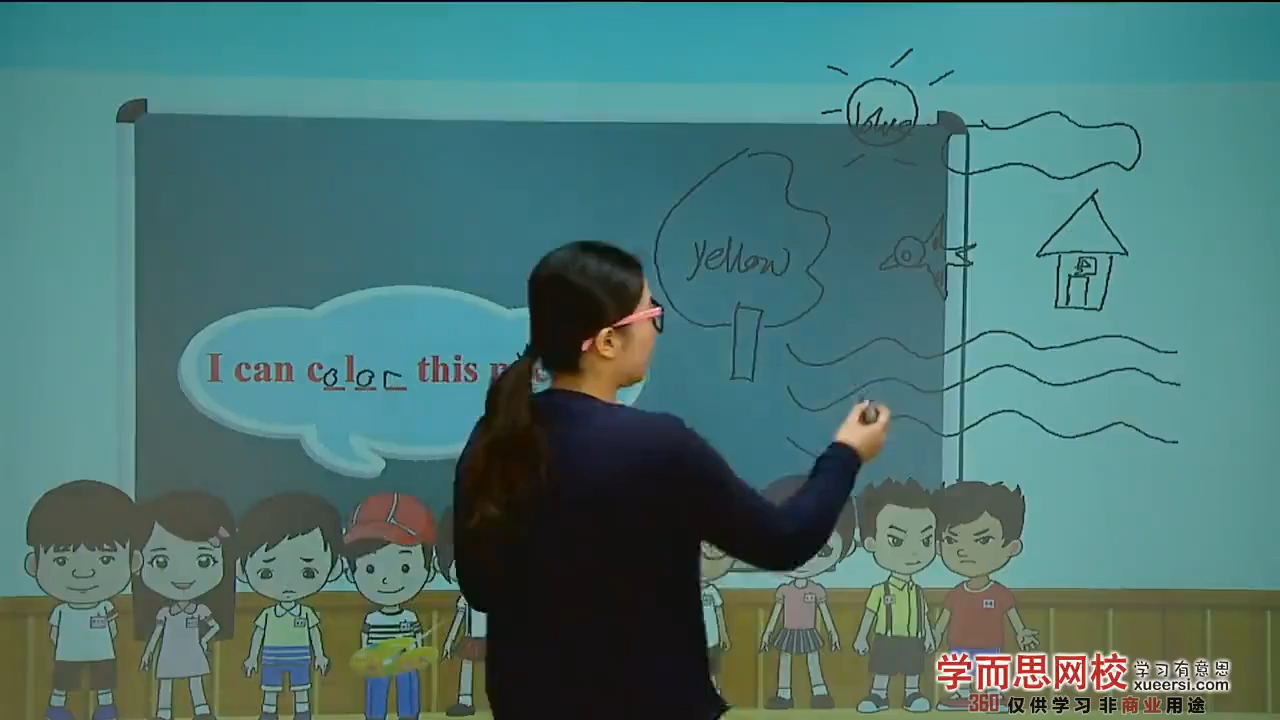 blue
yellow
I can color this
学而思网校 学习有意思
xueersi.com
360 仅供学习 非商业用途